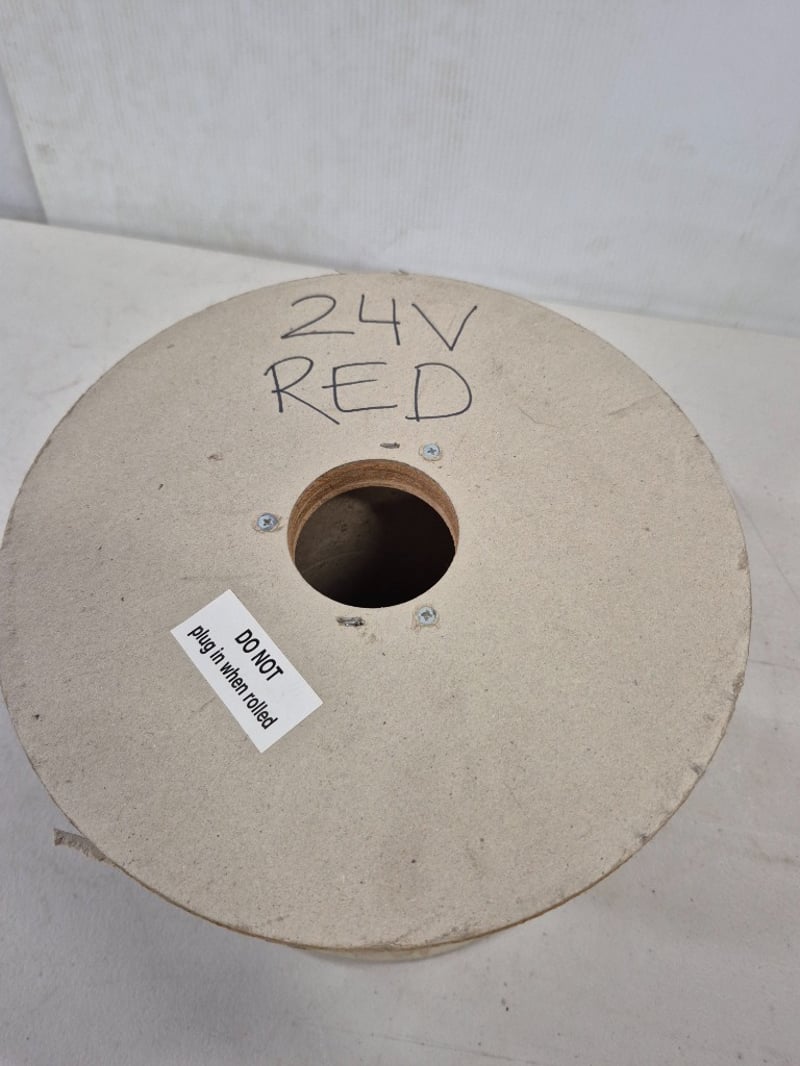 24V
RED
DO NOT
plug in when rolled